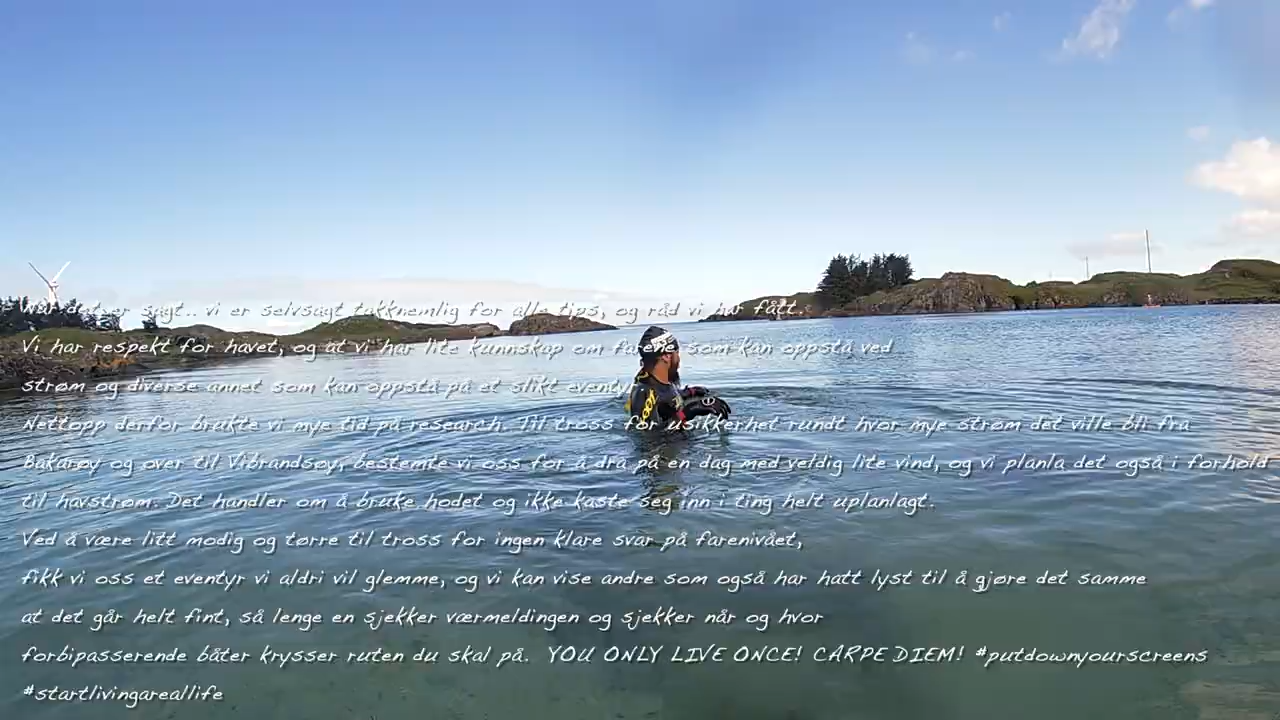 Når det er sagt.. vi er selvsagt takknemlig for alle tips, og råd vi har fått.
Vi har respekt for havet, og at vi har lite kunnskap om farene som kan oppstå ved
strøm og diverse annet som kan oppstå på et slikt eventyr..
Nettopp derfor brukte vi mye tid på research. Til tross for usikkerhet rundt hvor mye strøm det ville bli fra
Bakarøy og over til Vibrandsøy, bestemte vi oss for å dra på en dag med veldig lite vind, og vi planla det også i forhold
til havstrøm. Det handler om å bruke hodet og ikke kaste seg inn i ting helt uplanlagt.
Ved å være litt modig og tørre til tross for ingen klare svar på farenivået,
fikk vi oss et eventyr vi aldri vil glemme, og vi kan vise andre som også har hatt lyst til å gjøre det samme
at det går helt fint, så lenge en sjekker værmeldingen og sjekker når og hvor
forbipasserende båter krysser ruten du skal på. YOU ONLY LIVE ONCE! CARPE DIEM! #putdownyourscreens
#startlivingareallife